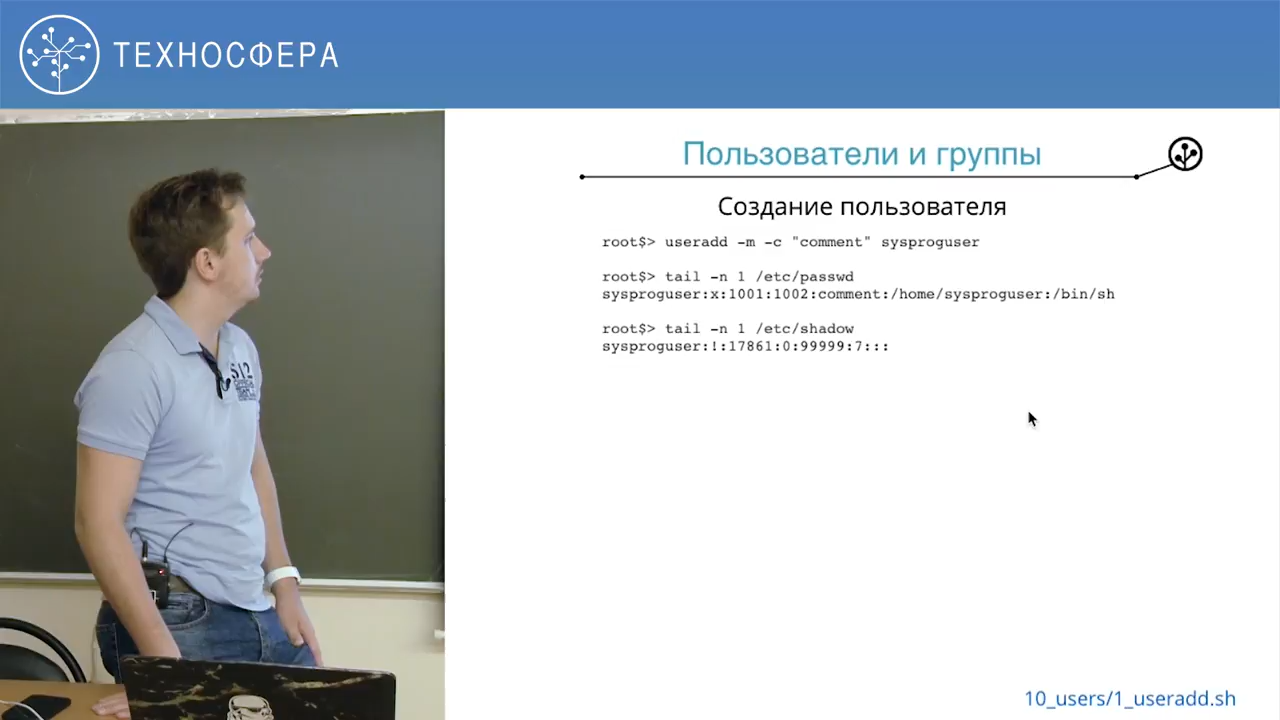 ТЕХНОСФЕРА
Пользователи и группы
Создание пользователя
root$> useradd -m -c "comment" sysproguser
root$> tail -n 1 /etc/passwd
sysproguser:x:1001:1002:comment:/home/sysproguser:/bin/sh
root$> tail -n 1 /etc/shadow
sysproguser:!:17861:0:99999:7:::
10_users/1_useradd.sh
S12